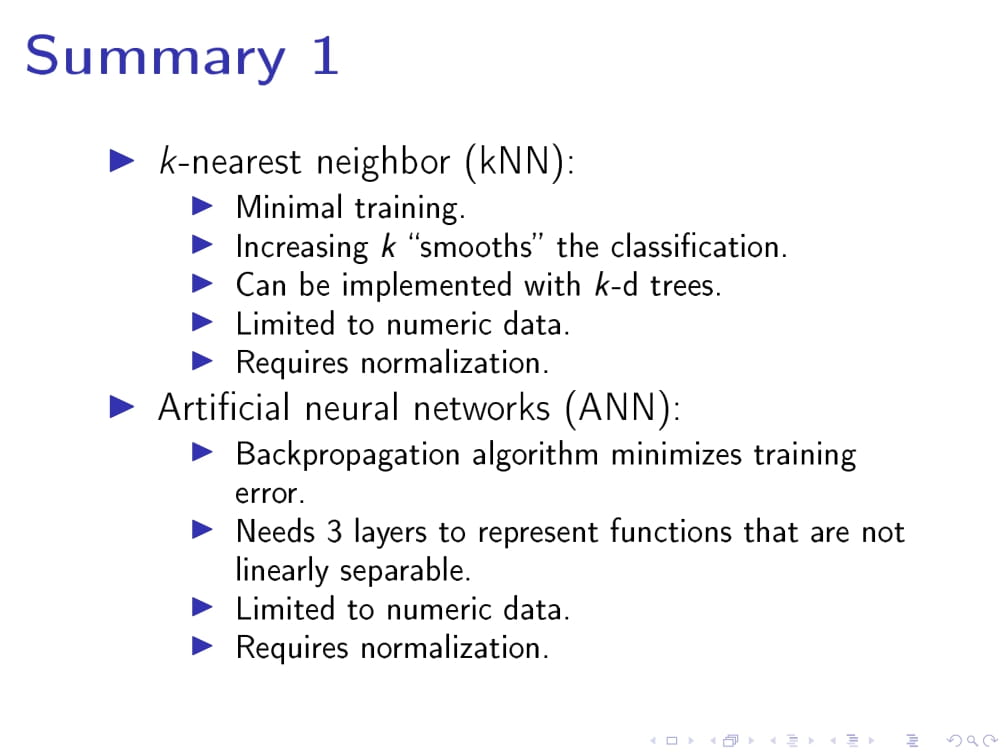 Summary 1
k-nearest neighbor (kNN):
Minimal training.
Increasing k “smooths” the classification.
Can be implemented with k-d trees.
Limited to numeric data.
Requires normalization.
Artificial neural networks (ANN):
Backpropagation algorithm minimizes training
error.
Needs 3 layers to represent functions that are not
linearly separable.
Limited to numeric data.
Requires normalization.